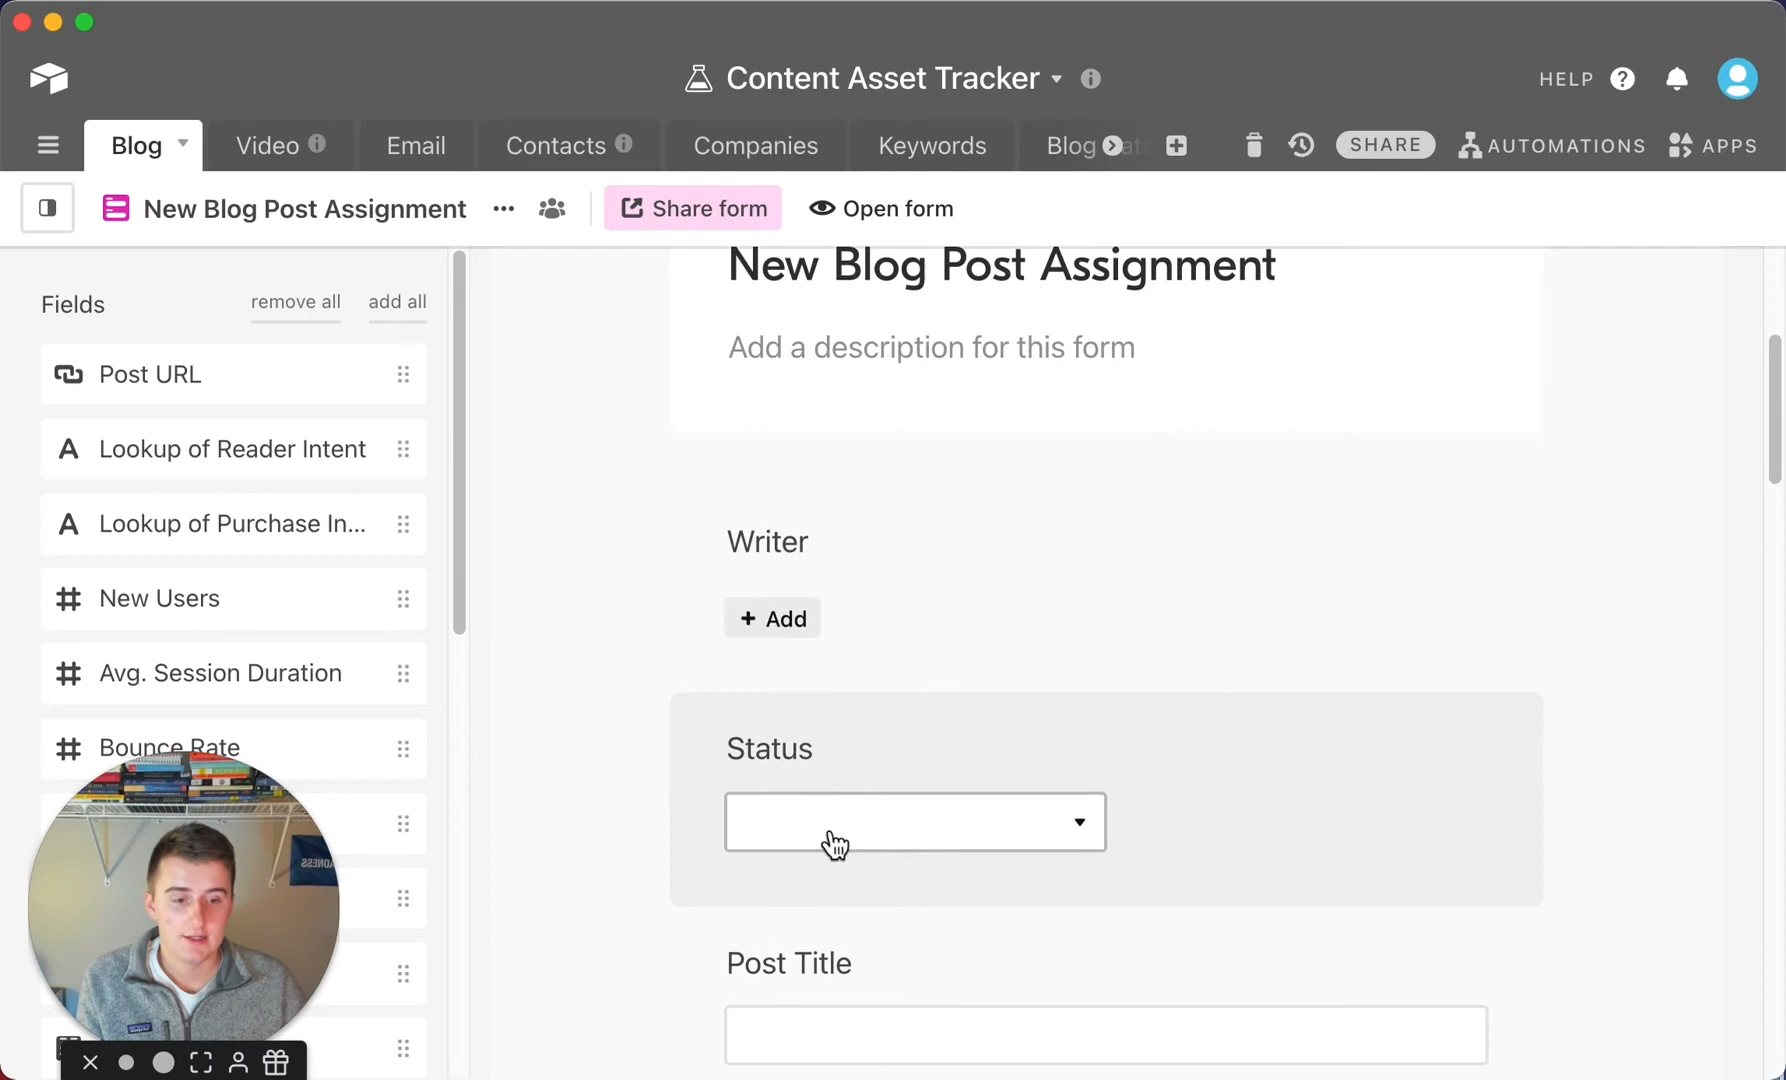 Content Asset Tracker
HELP
Blog
Video
Email
Contacts
Companies
Keywords
Blog
SHARE
AUTOMATIONS
APPS
New Blog Post Assignment
Share form
Open form
Fields
remove all
add all
Post URL
Lookup of Reader Intent
Lookup of Purchase In...
New Users
Avg. Session Duration
Bounce Rate
New Blog Post Assignment
Add a description for this form
Writer
+ Add
Status
Post Title